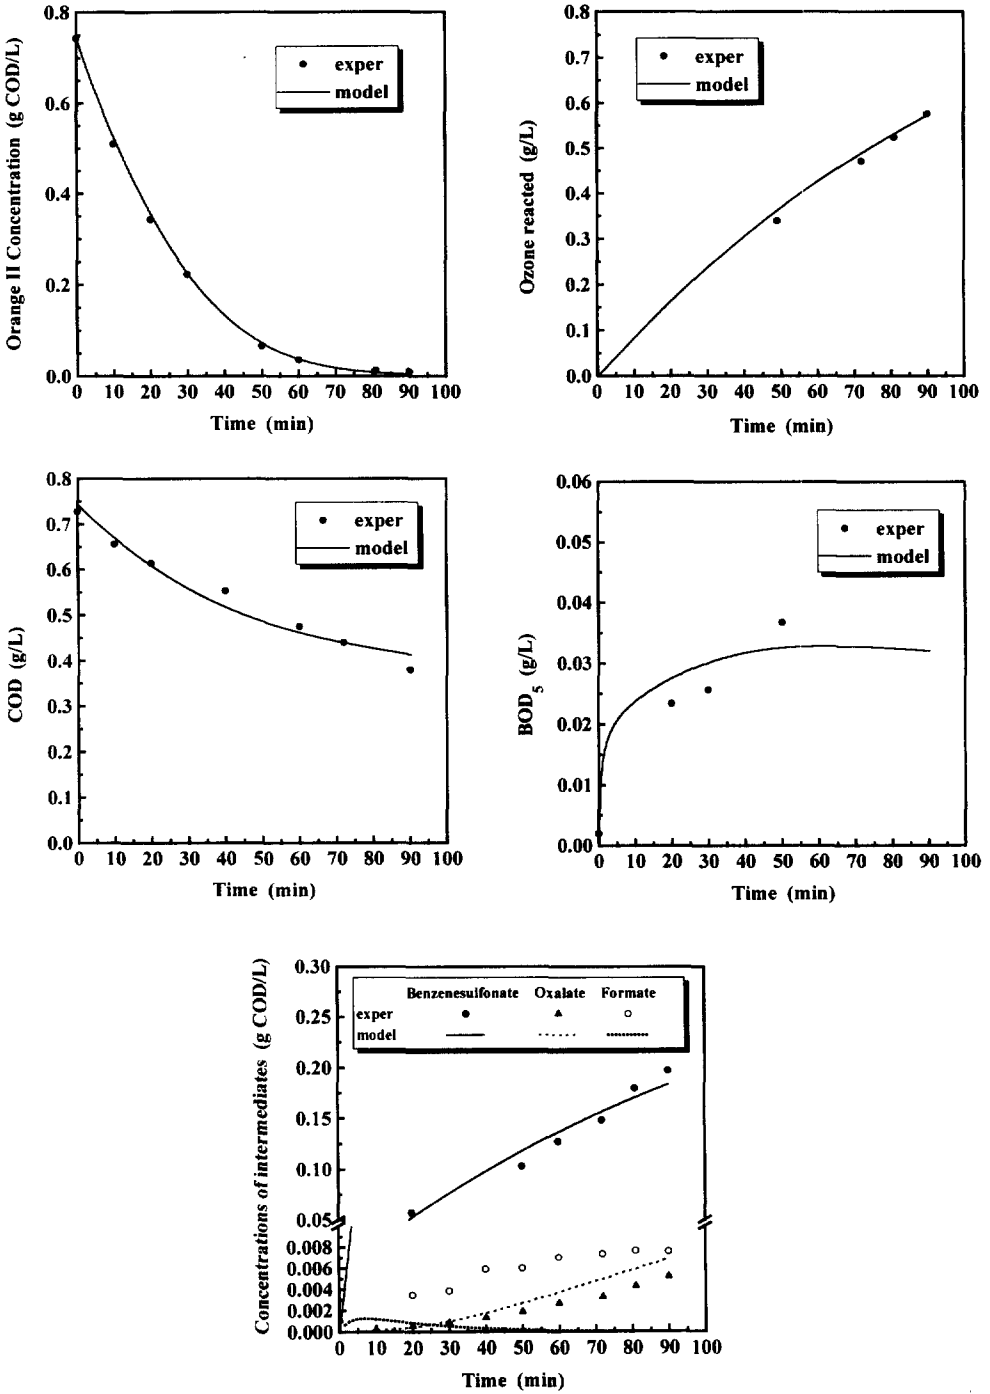 0.8
0.6
0.4
0.2
0.0
Orange II Concentration (g COD/L)
exper
model
0 10 20 30 40 50 60 70 80 90 100
Time (min)
0.8
0.7
0.6
0.5
0.4
0.3
0.2
0.1
0.0
Ozone reacted (g/L)
exper
model
0 10 20 30 40 50 60 70 80 90 100
Time (min)
0.8
0.7
0.6
0.5
0.4
0.3
0.2
0.1
0.0
COD (g/L)
exper
model
0 10 20 30 40 50 60 70 80 90 100
Time (min)
0.06
0.05
0.04
0.03
0.02
0.01
0.00
BOD5 (g/L)
exper
model
0 10 20 30 40 50 60 70 80 90 100
Time (min)
0.30
0.25
0.20
0.15
0.10
0.05
0.008
0.006
0.004
0.002
0.000
Concentrations of intermediates (g COD/L)
Benzenesulfonate Oxalate Formate
exper
model
0 10 20 30 40 50 60 70 80 90 100
Time (min)